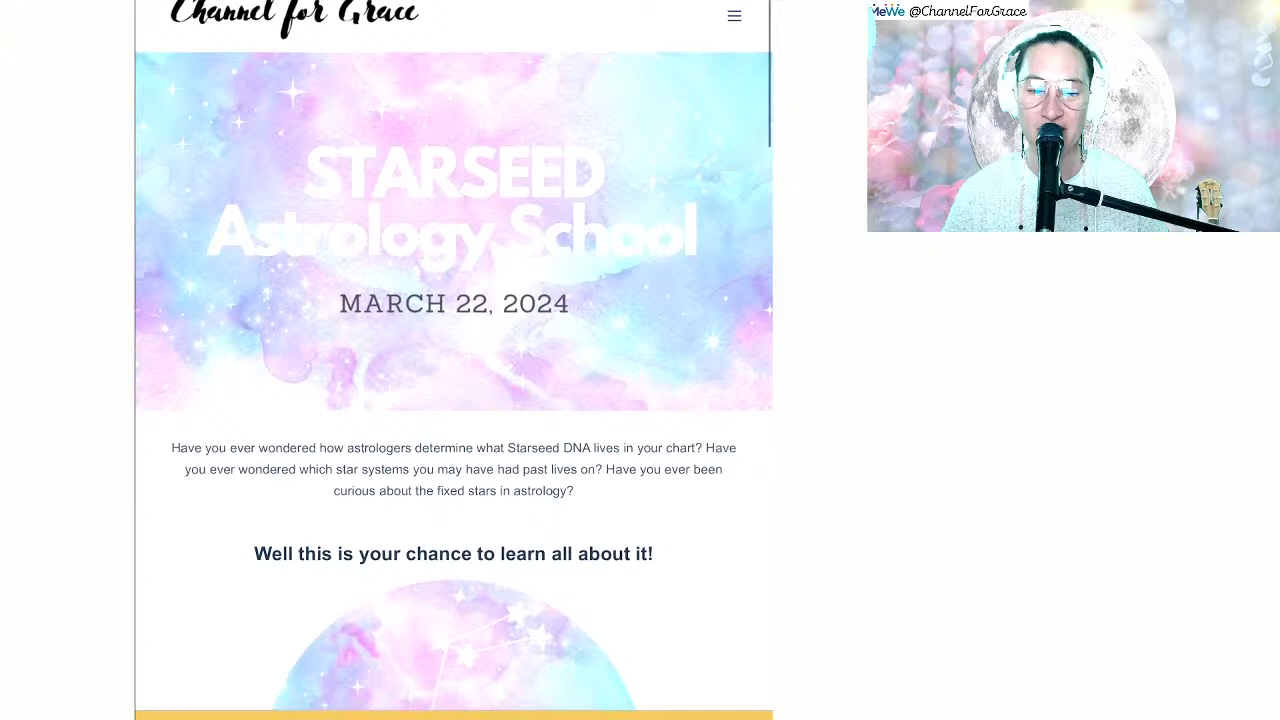 Channel for Grace
MeWe @ChannelForGrace
STARSEED
Astrology School
MARCH 22, 2024
Have you ever wondered how astrologers determine what Starseed DNA lives in your chart? Have
you ever wondered which star systems you may have had past lives on? Have you ever been
curious about the fixed stars in astrology?
Well this is your chance to learn all about it!